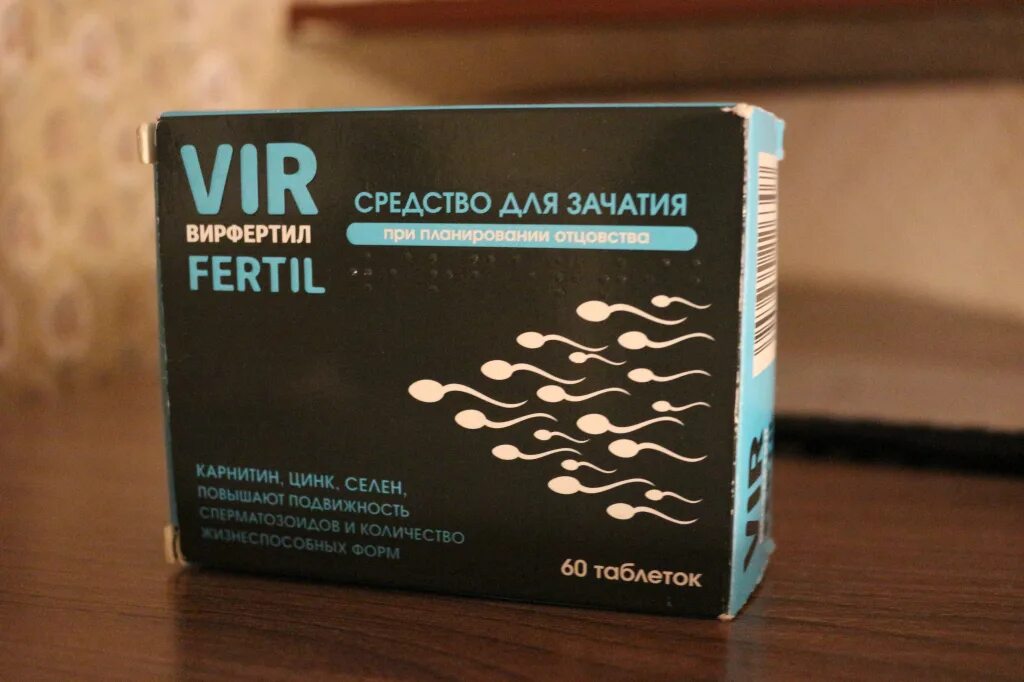 VIR
ВИРФЕРТИЛ
FERTIL
СРЕДСТВО ДЛЯ ЗАЧАТИЯ
при планировании отцовства
КАРНИТИН, ЦИНК, СЕЛЕН,
ПОВЫШАЮТ ПОДВИЖНОСТЬ
СПЕРМАТОЗОИДОВ И КОЛИЧЕСТВО
ЖИЗНЕСПОСОБНЫХ ФОРМ
60 таблеток
VIR